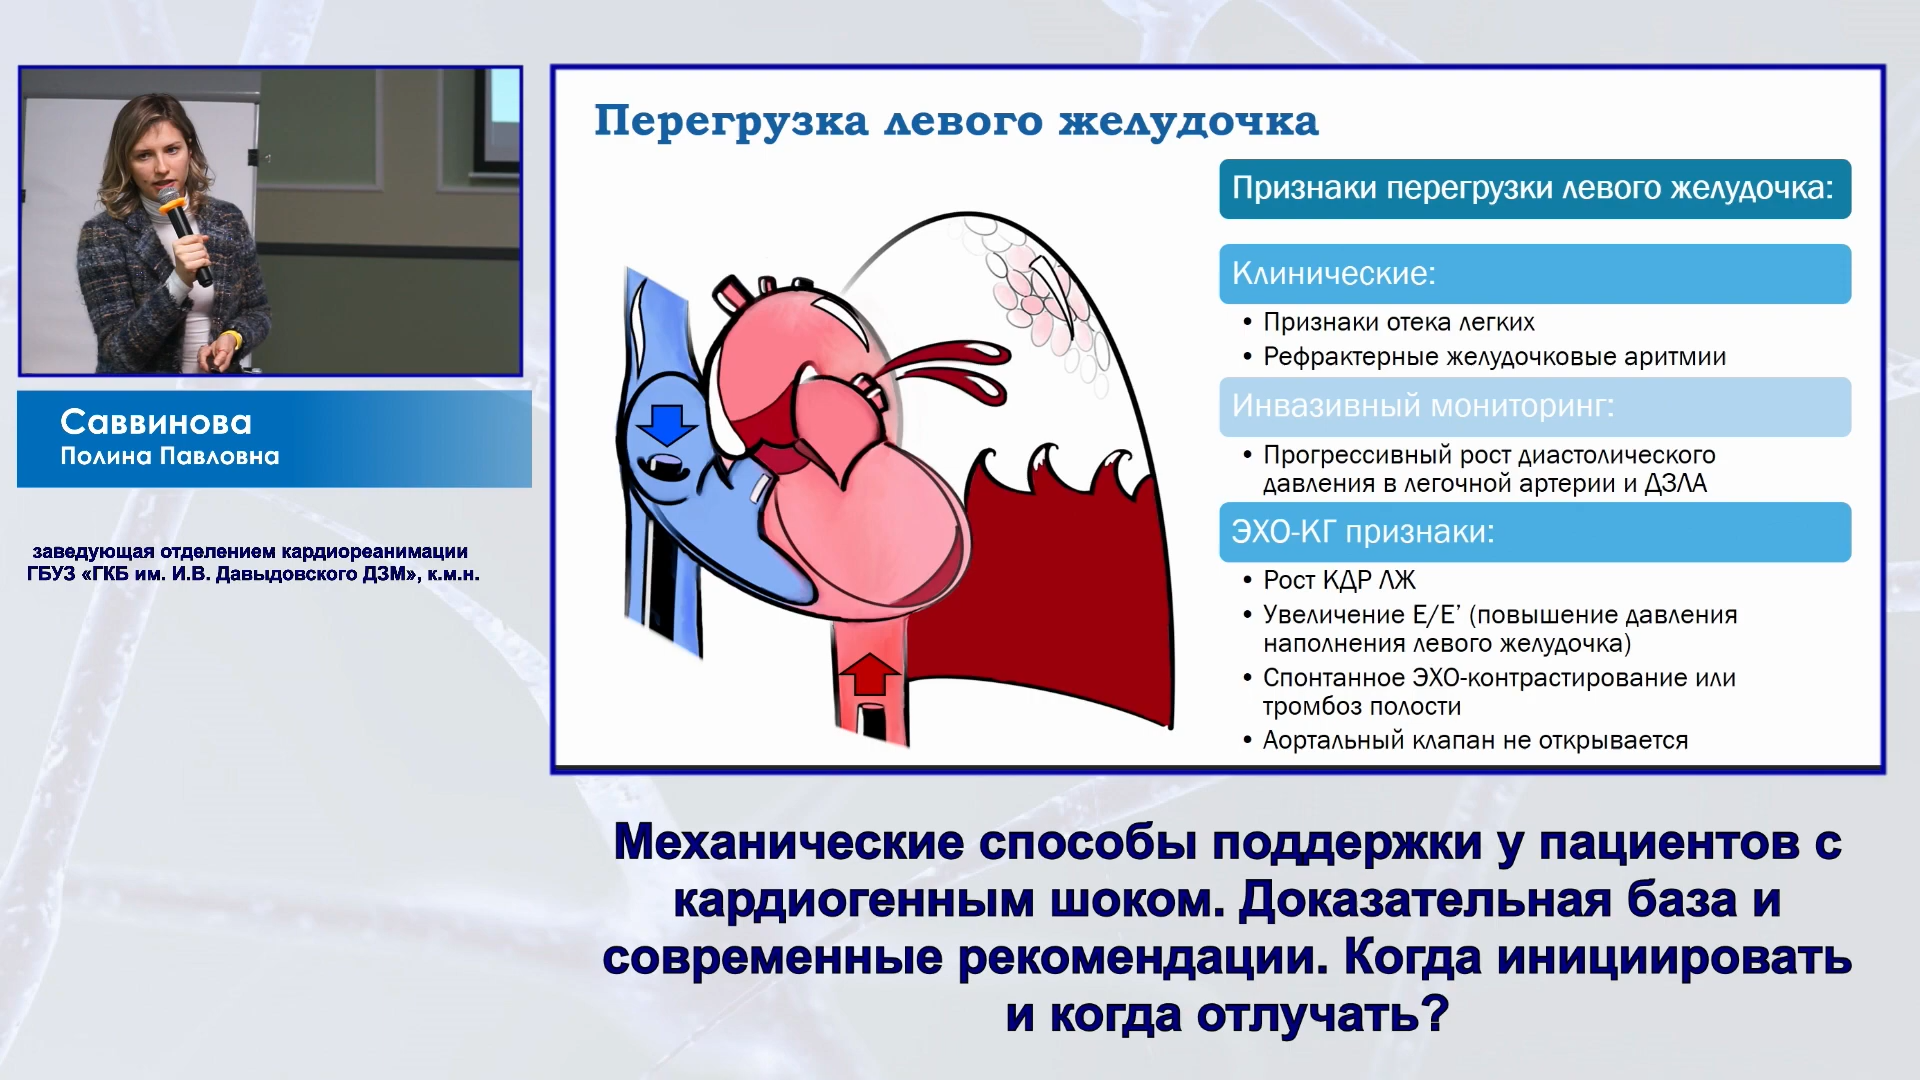 Саввинова
Полина Павловна
заведующая отделением кардиореанимации
ГБУЗ «ГКБ им. И.В. Давыдовского ДЗМ», к.м.н.
Перегрузка левого желудочка
Признаки перегрузки левого желудочка:
Клинические:
• Признаки отека легких
• Рефрактерные желудочковые аритмии
Инвазивный мониторинг:
• Прогрессивный рост диастолического
давления в легочной артерии и ДЗЛА
ЭХО-КГ признаки:
• Рост КДР ЛЖ
• Увеличение E/E’ (повышение давления
наполнения левого желудочка)
• Спонтанное ЭХО-контрастирование или
тромбоз полости
• Аортальный клапан не открывается
Механические способы поддержки у пациентов с
кардиогенным шоком. Доказательная база и
современные рекомендации. Когда инициировать
и когда отлучать?